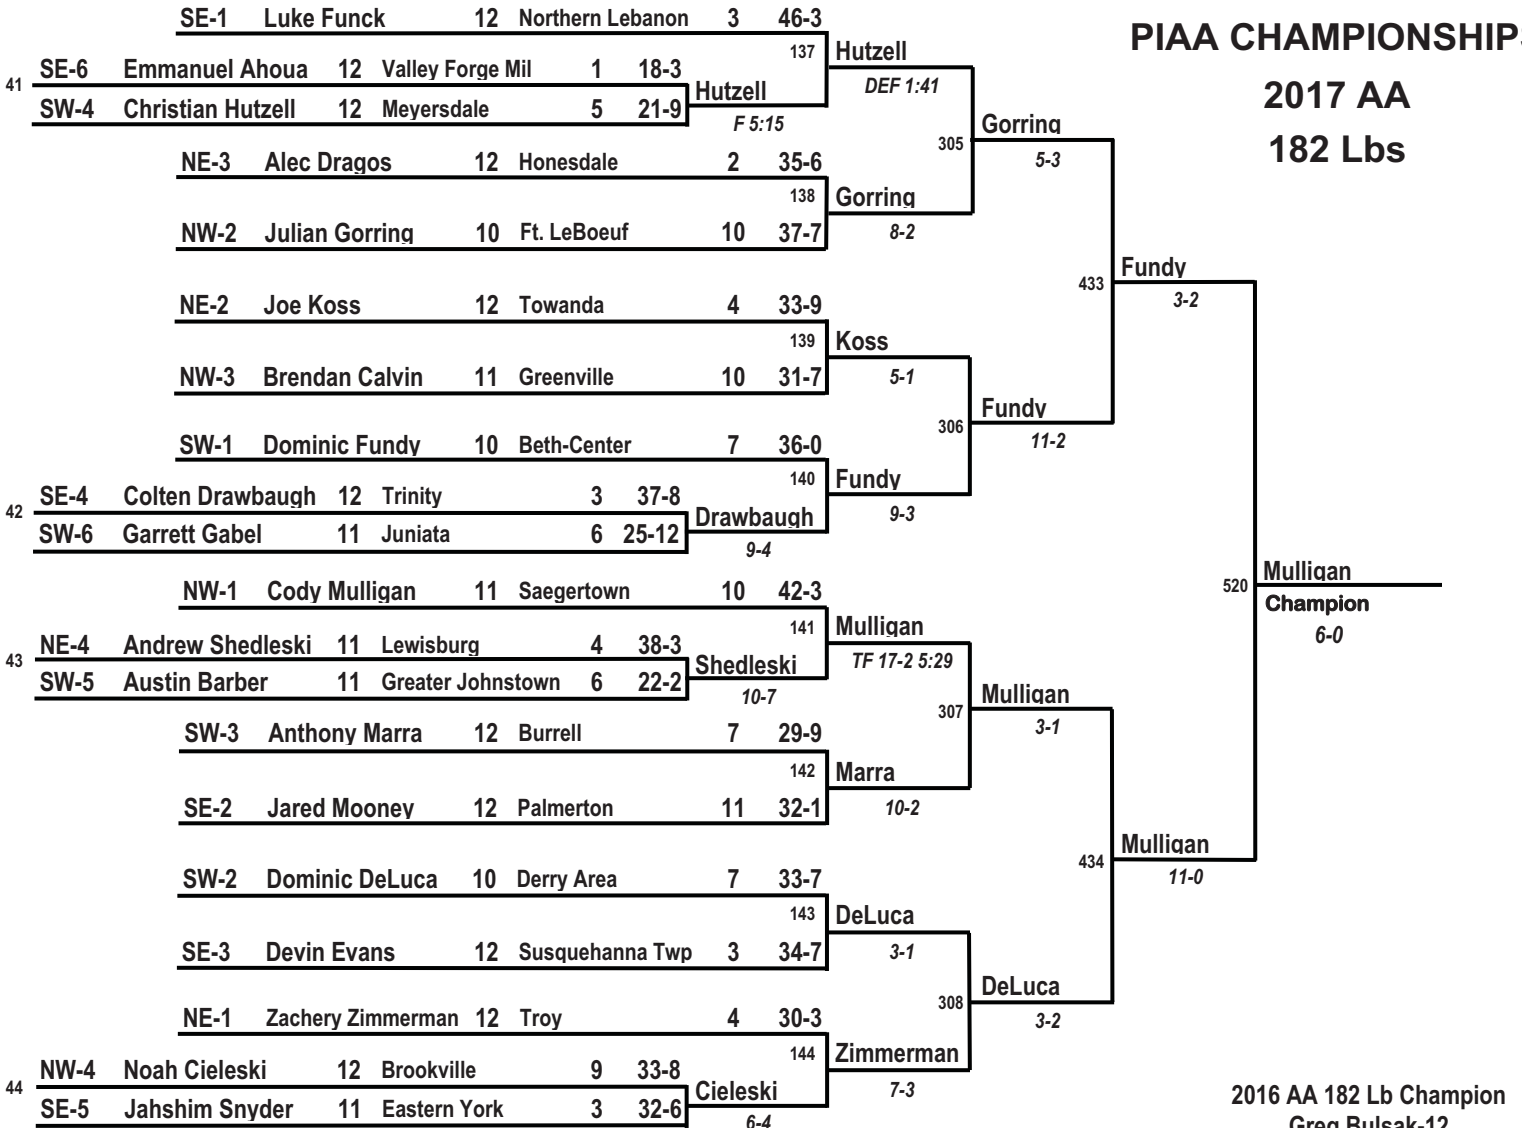 SE-1 Luke Funck 12 Northern Lebanon 3 46-3
PIAA CHAMPIONSHIPS
137 Hutzell
41 SE-6 Emmanuel Ahoua 12 Valley Forge Mil 1 18-3
DEF 1:41
2017 AA
Hutzell
SW-4 Christian Hutzell 12 Meyersdale 5 21-9
F 5:15
305 Gorring
5-3
182 Lbs
NE-3 Alec Dragos 12 Honesdale 2 35-6
138 Gorring
8-2
NW-2 Julian Gorring 10 Ft. LeBoeuf 10 37-7
433 Fundy
3-2
NE-2 Joe Koss 12 Towanda 4 33-9
139 Koss
5-1
NW-3 Brendan Calvin 11 Greenville 10 31-7
306 Fundy
11-2
SW-1 Dominic Fundy 10 Beth-Center 7 36-0
140 Fundy
9-3
42 SE-4 Colten Drawbaugh 12 Trinity 3 37-8
Drawbaugh
SW-6 Garrett Gabel 11 Juniata 6 25-12
9-4
520 Mulligan
Champion
6-0
NW-1 Cody Mulligan 11 Saegertown 10 42-3
141 Mulligan
TF 17-2 5:29
43 NE-4 Andrew Shedleski 11 Lewisburg 4 38-3
Shedleski
SW-5 Austin Barber 11 Greater Johnstown 6 22-2
10-7
307 Mulligan
3-1
SW-3 Anthony Marra 12 Burrell 7 29-9
142 Marra
10-2
SE-2 Jared Mooney 12 Palmerton 11 32-1
434 Mulligan
11-0
SW-2 Dominic DeLuca 10 Derry Area 7 33-7
143 DeLuca
3-1
SE-3 Devin Evans 12 Susquehanna Twp 3 34-7
308 DeLuca
3-2
NE-1 Zachery Zimmerman 12 Troy 4 30-3
144 Zimmerman
7-3
44 NW-4 Noah Cieleski 12 Brookville 9 33-8
Cieleski
SE-5 Jahshim Snyder 11 Eastern York 3 32-6
6-4
2016 AA 182 Lb Champion
Greg Bulsak-12